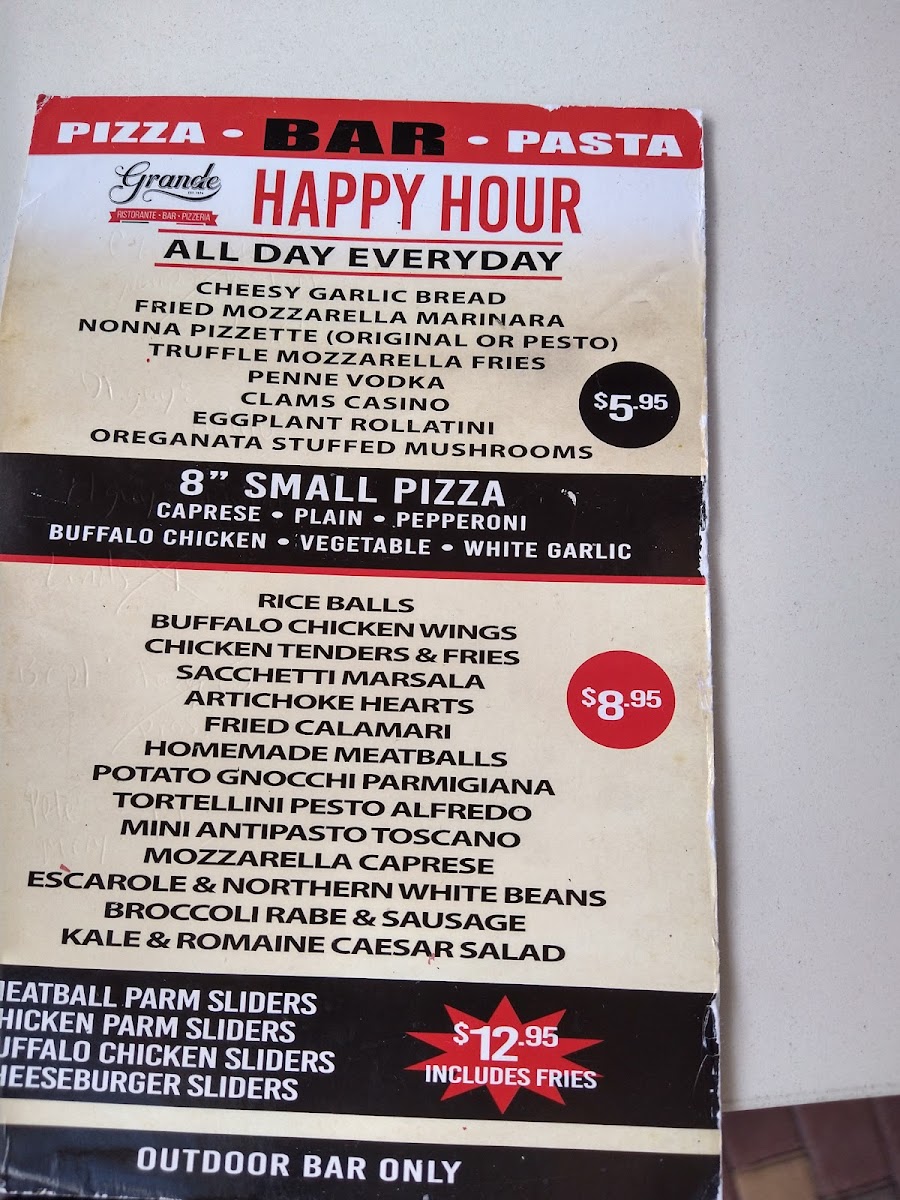 PIZZA • BAR • PASTA
Grande
RISTORANTE • BAR • PIZZERIA
HAPPY HOUR
ALL DAY EVERYDAY
CHEESY GARLIC BREAD
FRIED MOZZARELLA MARINARA
NONNA PIZZETTE (ORIGINAL OR PESTO)
TRUFFLE MOZZARELLA FRIES
PENNE VODKA
CLAMS CASINO
EGGPLANT ROLLATINI
OREGANATA STUFFED MUSHROOMS
$5.95
8” SMALL PIZZA
CAPRESE • PLAIN • PEPPERONI
BUFFALO CHICKEN • VEGETABLE • WHITE GARLIC
RICE BALLS
BUFFALO CHICKEN WINGS
CHICKEN TENDERS & FRIES
SACCHETTI MARSALA
ARTICHOKE HEARTS
FRIED CALAMARI
HOMEMADE MEATBALLS
POTATO GNOCCHI PARMIGIANA
TORTELLINI PESTO ALFREDO
MINI ANTIPASTO TOSCANO
MOZZARELLA CAPRESE
ESCAROLE & NORTHERN WHITE BEANS
BROCCOLI RABE & SAUSAGE
KALE & ROMAINE CAESAR SALAD
$8.95
MEATBALL PARM SLIDERS
HICKEN PARM SLIDERS
UFFALO CHICKEN SLIDERS
HEESEBURGER SLIDERS
$12.95
INCLUDES FRIES
OUTDOOR BAR ONLY